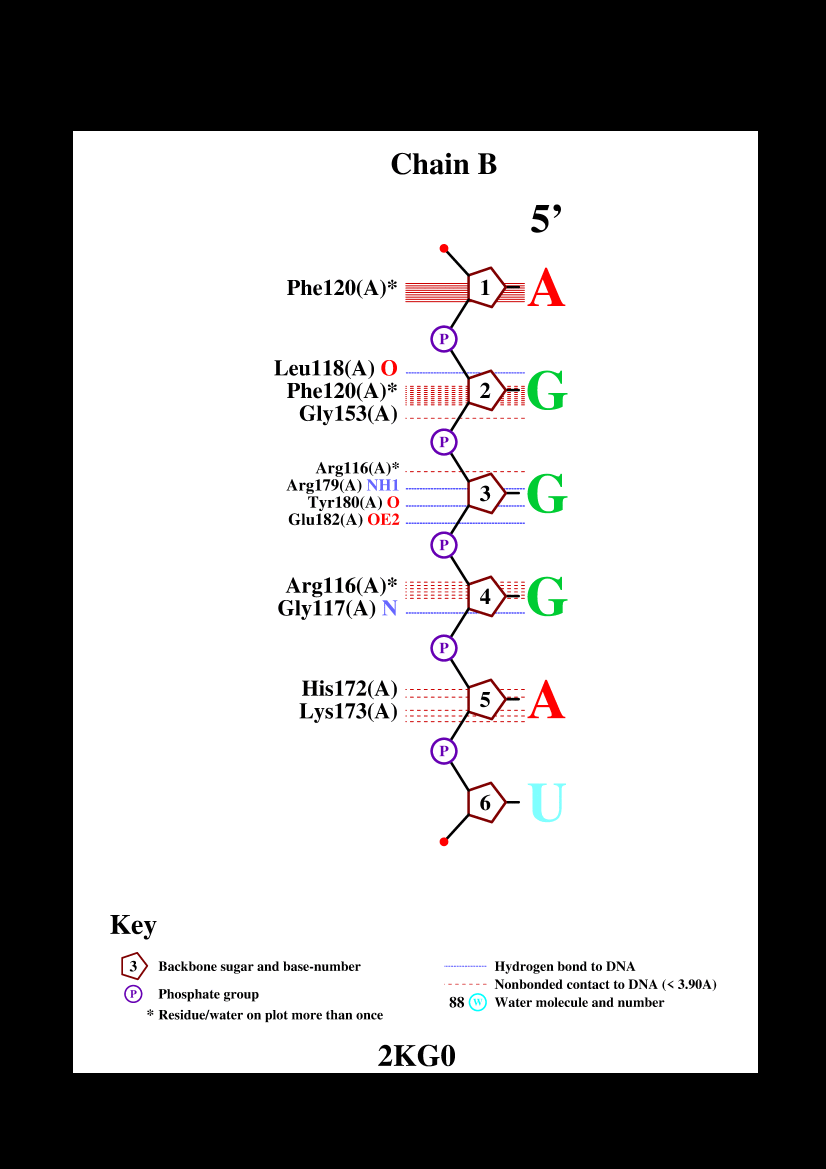 Chain B
5’
Phe120(A)* 1 A
P
Leu118(A) O
Phe120(A)* 2 G
Gly153(A)
P
Arg116(A)*
Arg179(A) NH1 3 G
Tyr180(A) O
Glu182(A) OE2
P
Arg116(A)* 4 G
Gly117(A) N
P
His172(A) 5 A
Lys173(A)
P
6 U
Key
3 Backbone sugar and base-number
P Phosphate group
* Residue/water on plot more than once
Hydrogen bond to DNA
Nonbonded contact to DNA (< 3.90A)
88 W Water molecule and number
2KG0